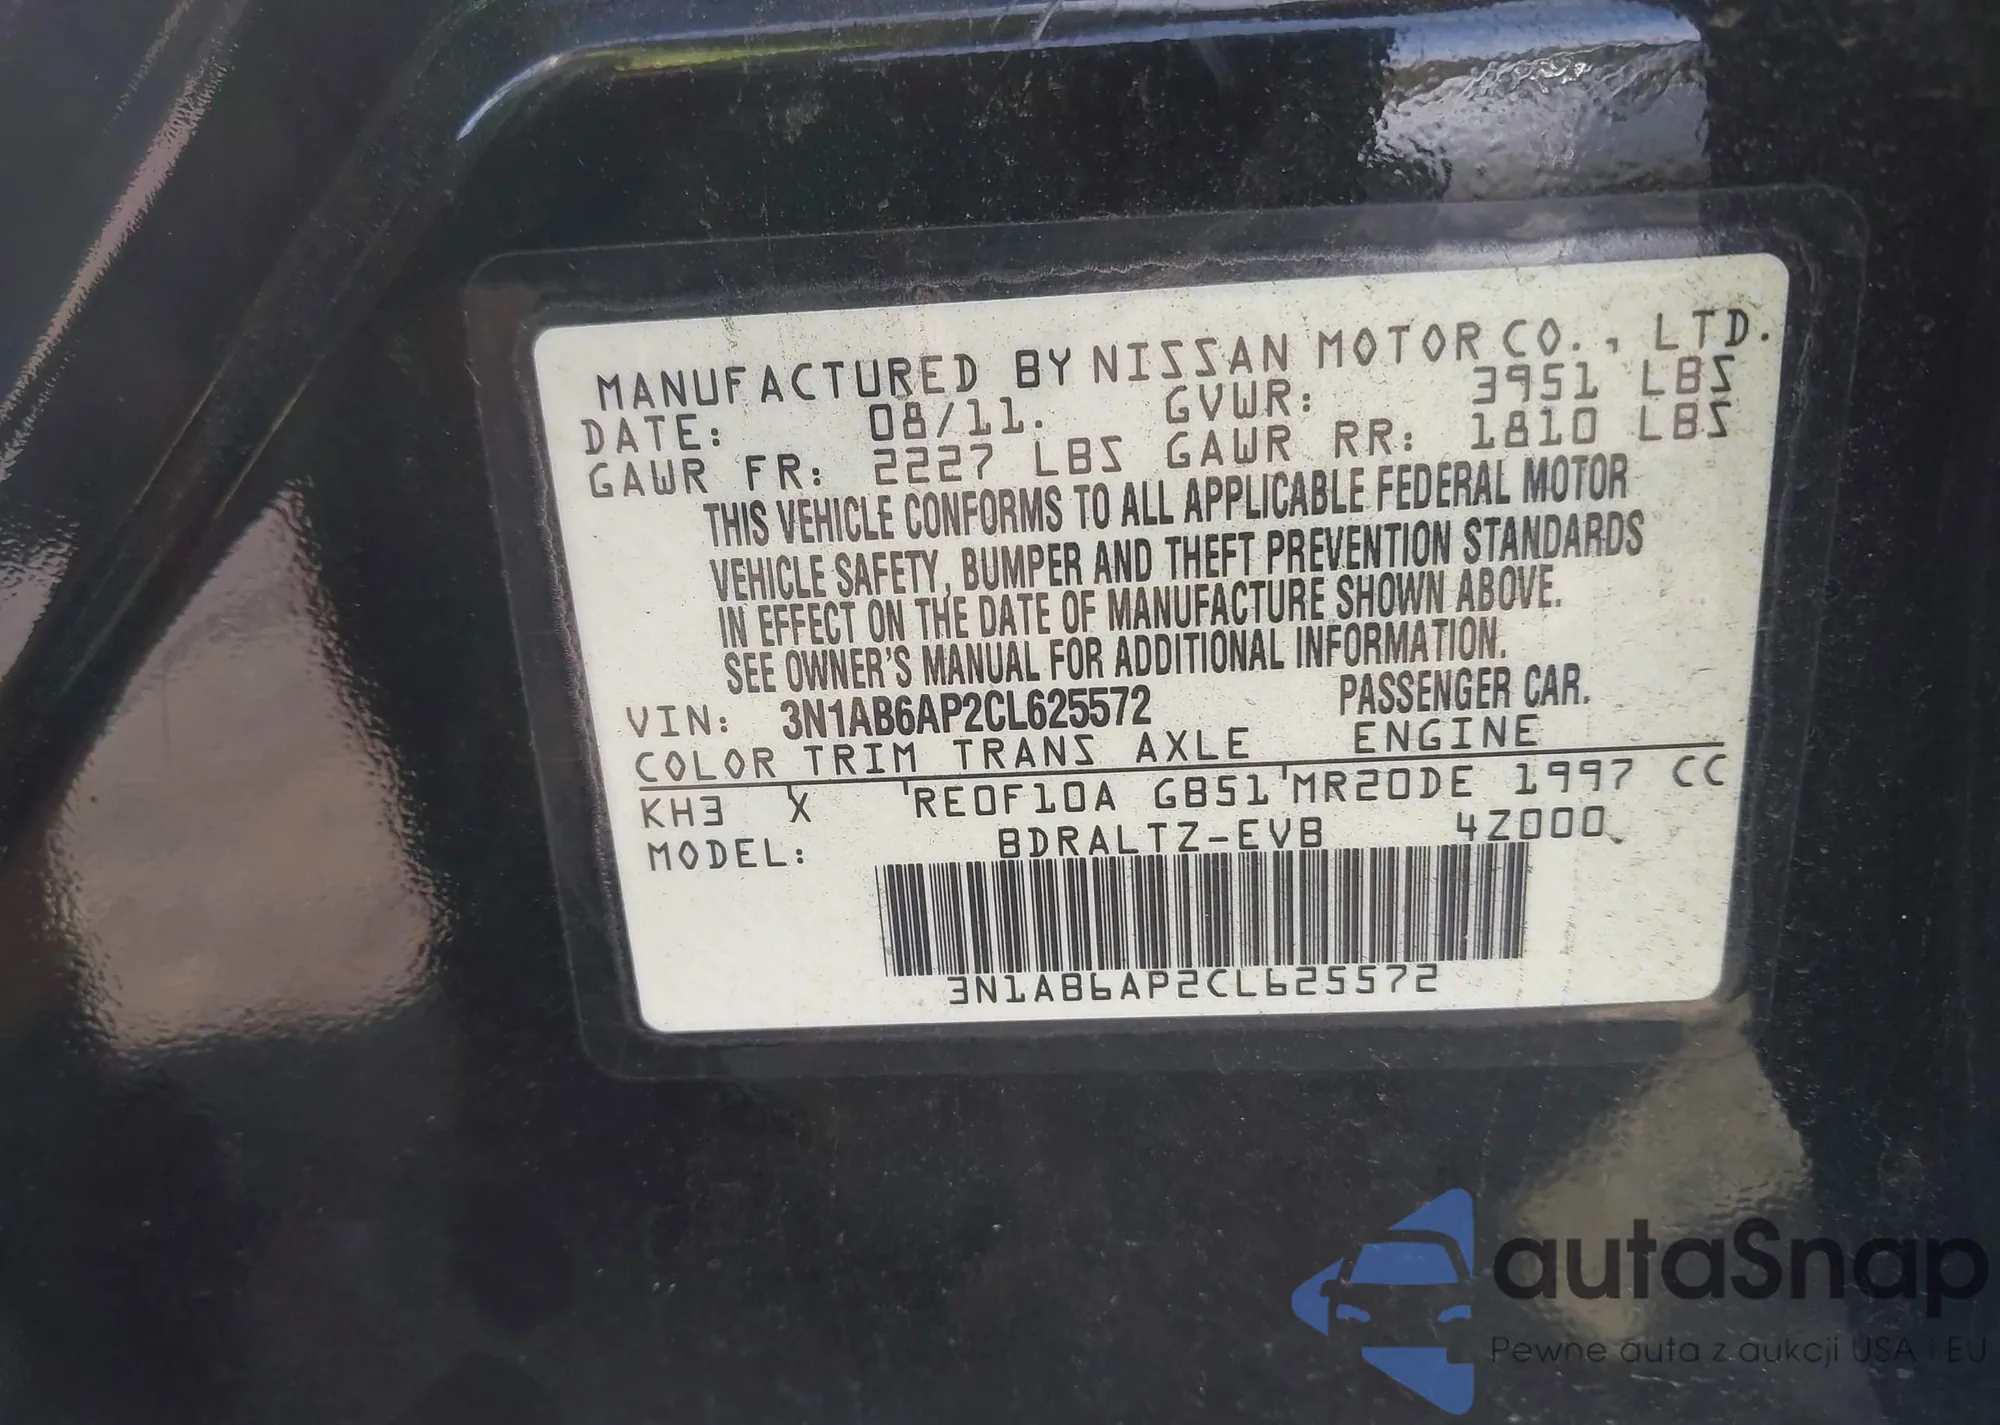 MANUFACTURED BY NISSAN MOTOR CO., LTD.
DATE: 08/11. GVWR: 3951 LBS
GAWR FR: 2227 LBS GAWR RR: 1810 LBS
THIS VEHICLE CONFORMS TO ALL APPLICABLE FEDERAL MOTOR
VEHICLE SAFETY, BUMPER AND THEFT PREVENTION STANDARDS
IN EFFECT ON THE DATE OF MANUFACTURE SHOWN ABOVE.
SEE OWNER'S MANUAL FOR ADDITIONAL INFORMATION.
VIN: 3N1AB6AP2CL625572 PASSENGER CAR.
COLOR TRIM TRANS AXLE ENGINE
KH3 X RE0F10A GB51 MR20DE 1997 CC
MODEL: BDRALTZ-EVB 4Z000
3N1AB6AP2CL625572
autaSnap
Pewne auta z aukcji USA i EU